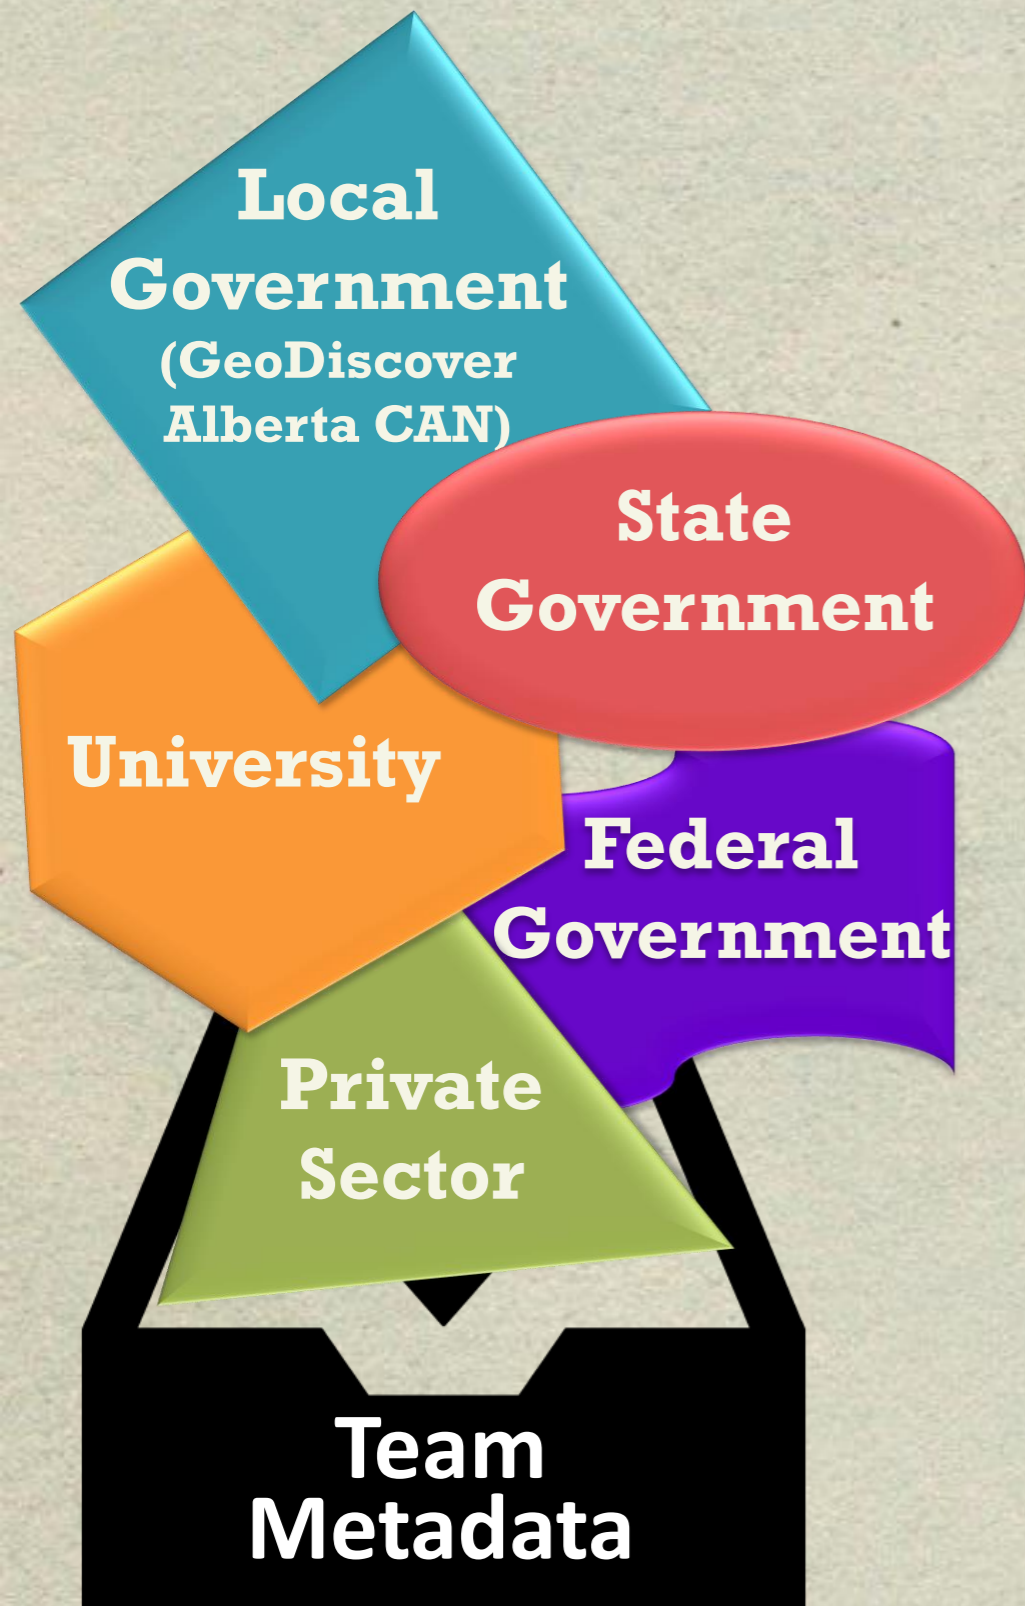 Local
Government
(GeoDiscover
Alberta CAN)
State
Government
University
Federal
Government
Private
Sector
Team
Metadata